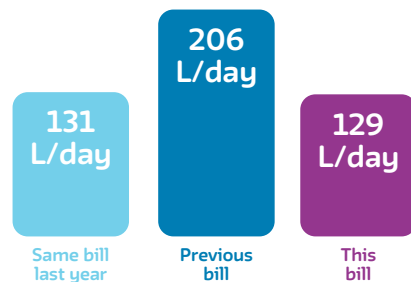 131
L/day
206
L/day
129
L/day
Same bill
last year
Previous
bill
This
bill